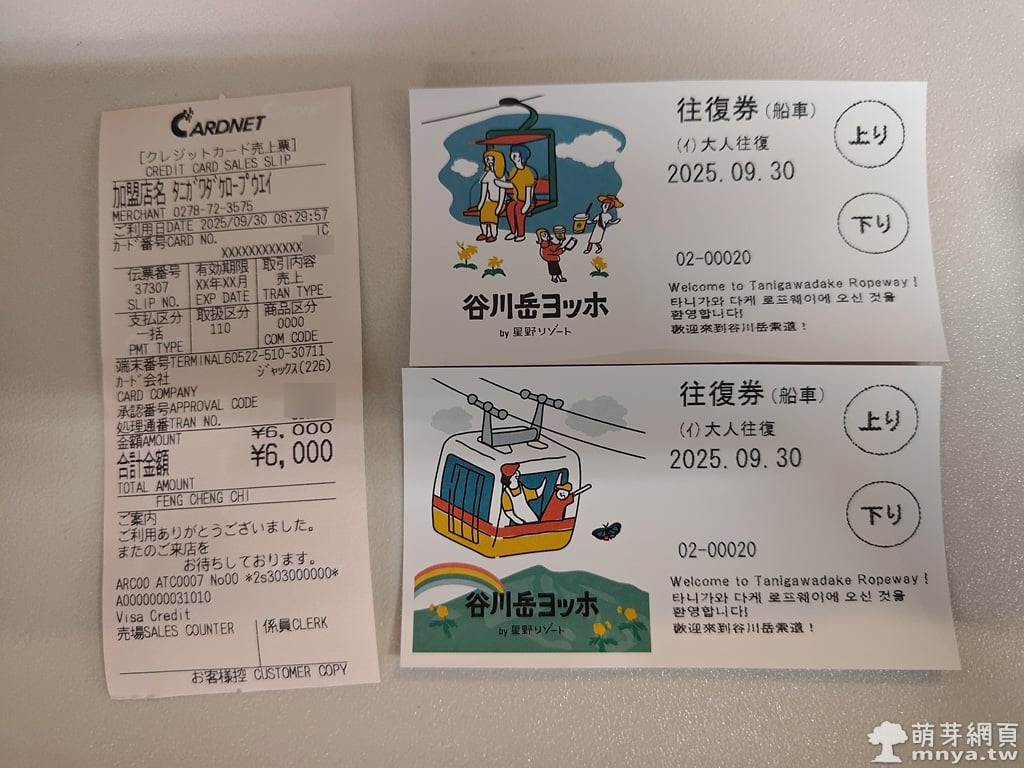 CARDNET
[クレジットカード売上票]
CREDIT CARD SALES SLIP
加盟店名 タニガワダケロープウエイ
MERCHANT 0278-72-3575
ご利用日DATE 2025/09/30 08:29:57
カード番号CARD NO. IC
XXXXXXXXXXXX
伝票番号 有効期限 取引内容
37307 XX年XX月 売上
SLIP NO. EXP DATE TRAN TYPE
支払区分 取扱区分 商品区分
一括 110 0000
PMT TYPE COM CODE
端末番号TERMINAL60522-510-30711
カード会社 ジャックス(226)
CARD COMPANY
承認番号APPROVAL CODE
処理通番TRAN NO.
金額AMOUNT ¥6,000
合計金額 ¥6,000
TOTAL AMOUNT
FENG CHENG CHI
ご案内
ご利用ありがとうございました。
またのご来店を
お待ちしております。
ARC00 ATC0007 No00 *2s303000000*
A0000000031010
Visa Credit
売場SALES COUNTER 係員CLERK
お客様控 CUSTOMER COPY
往復券(船車)
(イ)大人往復
2025.09.30
上り
下り
02-00020
Welcome to Tanigawadake Ropeway!
타니가와 다케 로프웨이에 오신 것을
환영합니다!
歡迎來到谷川岳索道!
谷川岳ヨッホ
by 星野リゾート
往復券(船車)
(イ)大人往復
2025.09.30
上り
下り
02-00020
Welcome to Tanigawadake Ropeway!
타니가와 다케 로프웨이에 오신 것을
환영합니다!
歡迎來到谷川岳索道!
谷川岳ヨッホ
by 星野リゾート
萌芽網頁
mnya.tw